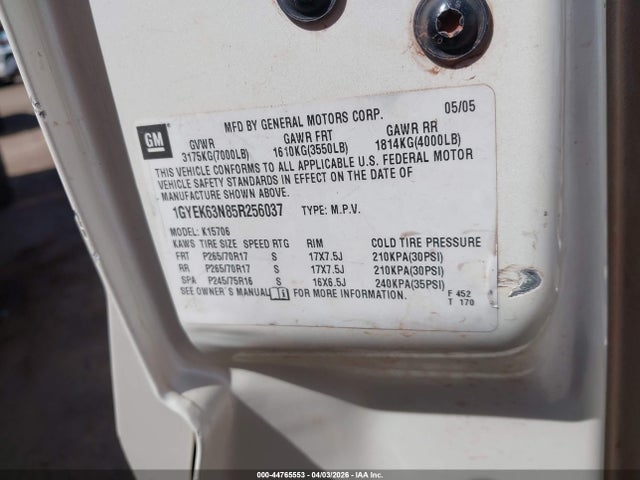 MFD BY GENERAL MOTORS CORP. 05/05
GM GVWR GAWR FRT GAWR RR
3175KG(7000LB) 1610KG(3550LB) 1814KG(4000LB)
THIS VEHICLE CONFORMS TO ALL APPLICABLE U.S. FEDERAL MOTOR
VEHICLE SAFETY STANDARDS IN EFFECT ON THE DATE OF
MANUFACTURE SHOWN ABOVE.
1GYEK63N85R256037 TYPE: M.P.V.
MODEL: K15706
KAWS TIRE SIZE SPEED RTG RIM COLD TIRE PRESSURE
FRT P265/70R17 S 17X7.5J 210KPA(30PSI)
RR P265/70R17 S 17X7.5J 210KPA(30PSI)
SPA P245/75R16 S 16X6.5J 240KPA(35PSI)
SEE OWNER'S MANUAL FOR MORE INFORMATION.
F 452
T 170
000-44765553 - 04/03/2026 - IAA Inc.